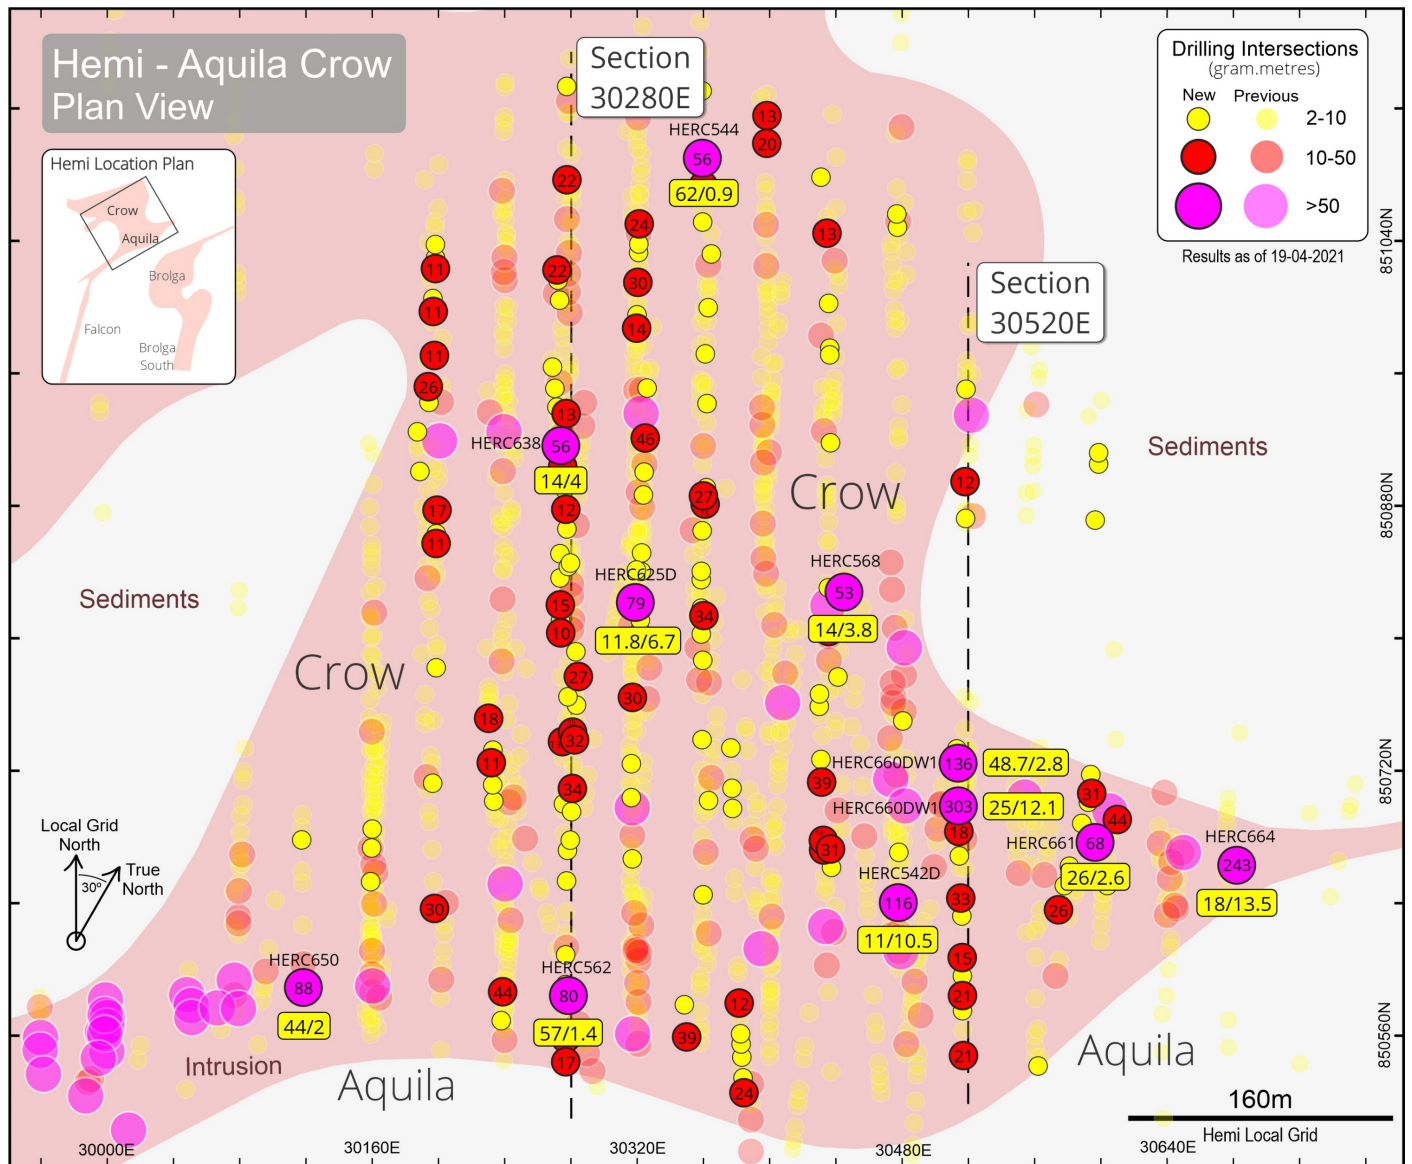 Hemi - Aquila Crow
Plan View
Section
30280E
Drilling Intersections
(gram.metres)
New Previous
2-10
10-50
>50
Results as of 19-04-2021
Hemi Location Plan
Crow
Aquila
Brolga
Falcon
Brolga
South
13
20
HERC544
56
62/0.9
22
24
13
851040N
11
22
30
Section
30520E
11
14
11
26
13
46
HERC638
56
14/4
Sediments
Crow
12
27
17
12
850880N
11
HERC568
53
14/3.8
HERC625D
79
11.8/6.7
Sediments
15
10
34
Crow
27
30
18
32
11
34
39
HERC660DW1
136
48.7/2.8
850720N
HERC660DW1
303
25/12.1
31
44
18
31
HERC661
68
26/2.6
HERC664
243
18/13.5
Local Grid
North
True
North
30°
HERC542D
116
11/10.5
30
33
26
15
HERC650
88
44/2
HERC562
80
57/1.4
44
12
21
39
17
21
24
850560N
Intrusion
Aquila
Aquila
160m
Hemi Local Grid
30000E
30160E
30320E
30480E
30640E